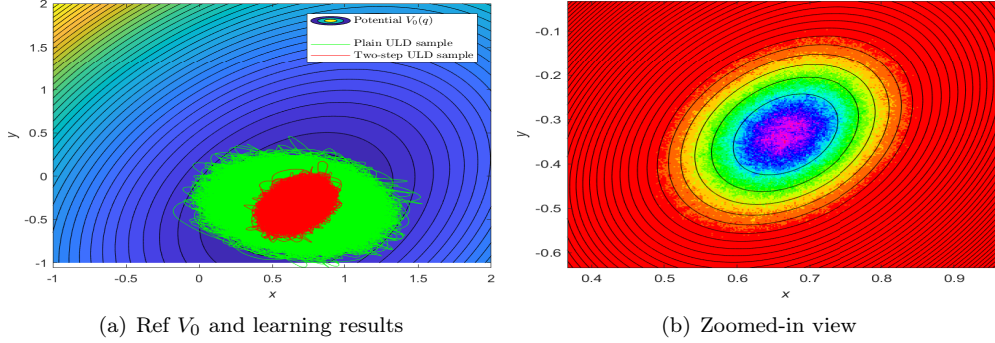 2
1.5
1
0.5
0
-0.5
-1
y
-1
-0.5
0
0.5
1
1.5
2
x
Potential V₀(q)
Plain ULD sample
Two-step ULD sample
(a) Ref V₀ and learning results
-0.1
-0.2
-0.3
-0.4
-0.5
-0.6
y
0.4
0.5
0.6
0.7
0.8
0.9
x
(b) Zoomed-in view